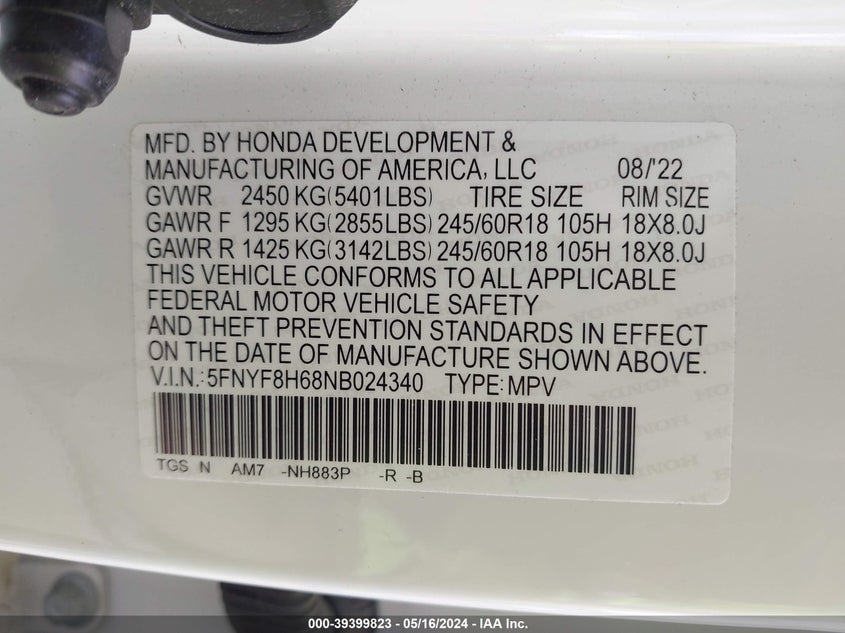 MFD. BY HONDA DEVELOPMENT &
MANUFACTURING OF AMERICA, LLC 08/'22
GVWR 2450 KG(5401LBS) TIRE SIZE RIM SIZE
GAWR F 1295 KG(2855LBS) 245/60R18 105H 18X8.0J
GAWR R 1425 KG(3142LBS) 245/60R18 105H 18X8.0J
THIS VEHICLE CONFORMS TO ALL APPLICABLE
FEDERAL MOTOR VEHICLE SAFETY
AND THEFT PREVENTION STANDARDS IN EFFECT
ON THE DATE OF MANUFACTURE SHOWN ABOVE.
V.I.N.:5FNYF8H68NB024340 TYPE:MPV
TGS N AM7 -NH883P -R -B
000-39399823 - 05/16/2024 - IAA Inc.